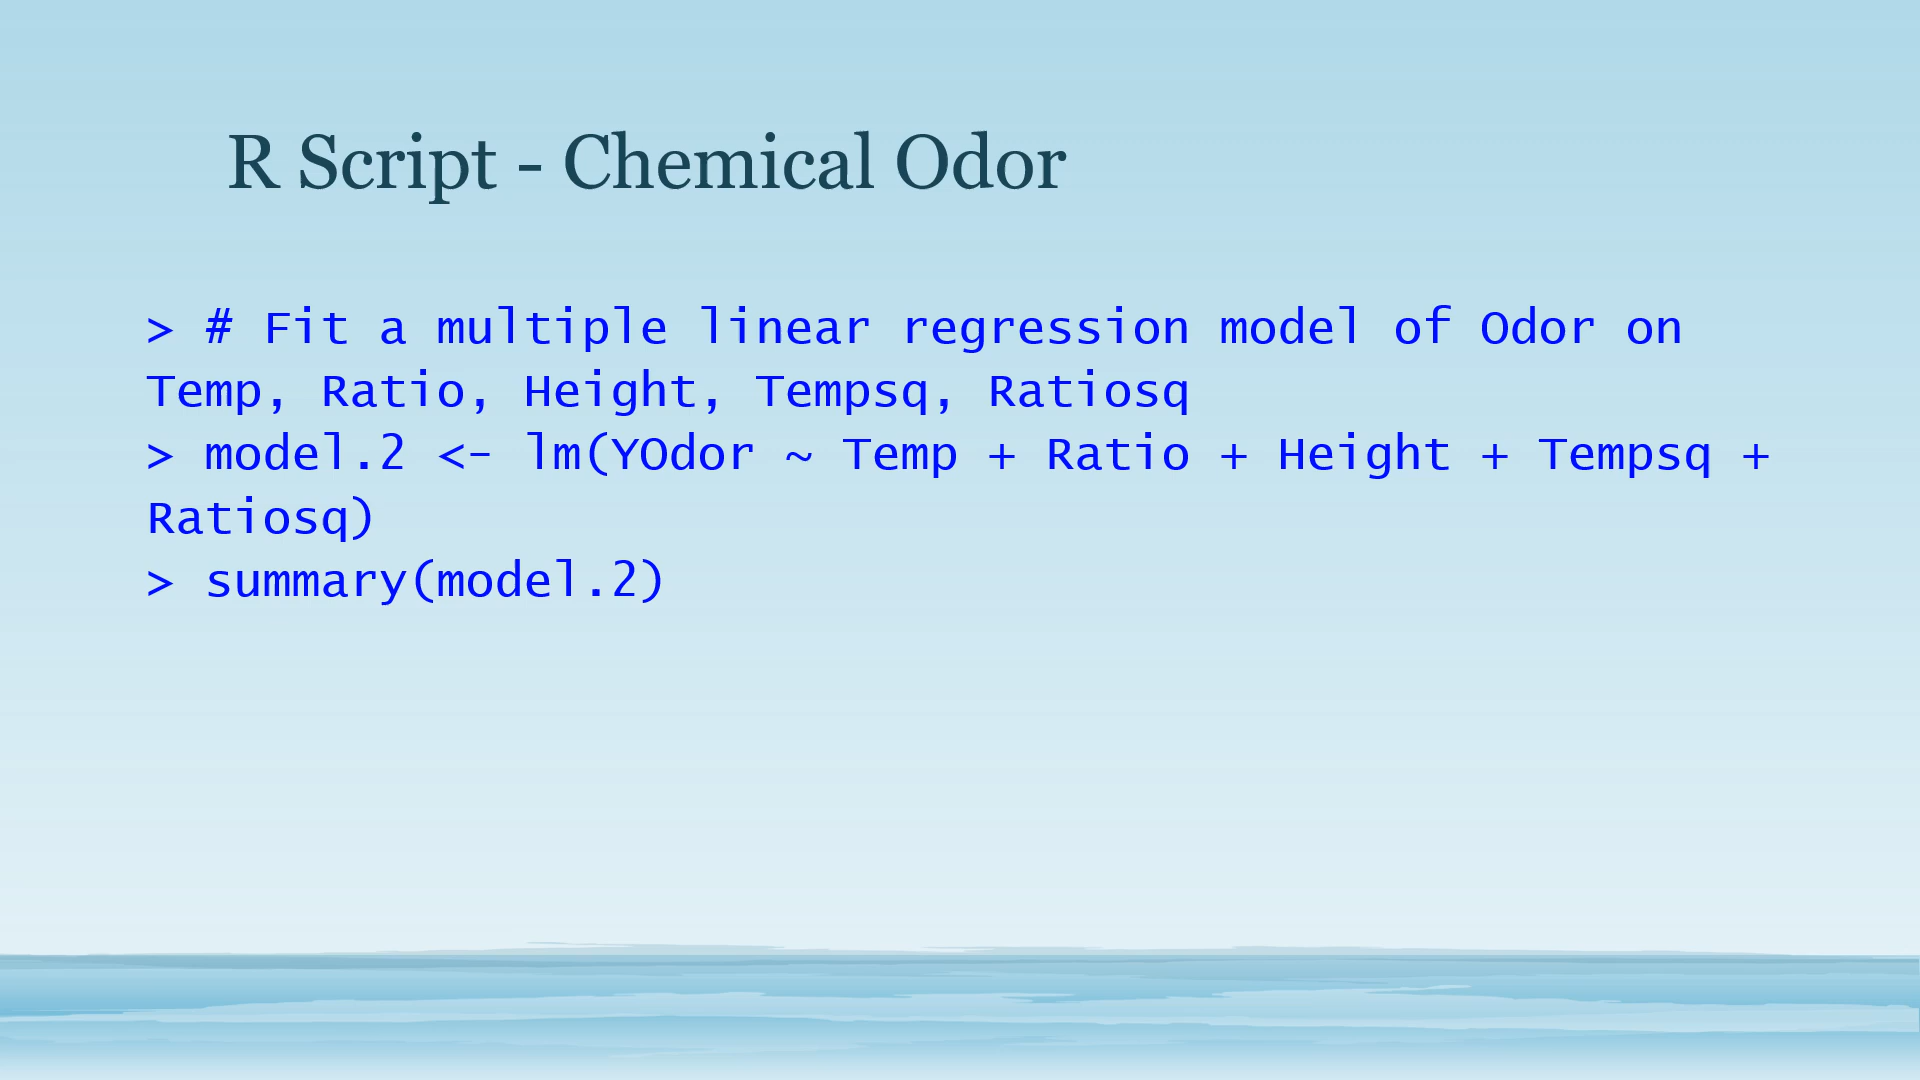 R Script - Chemical Odor
> # Fit a multiple linear regression model of Odor on
Temp, Ratio, Height, Tempsq, Ratiosq
> model.2 <- lm(YOdor ~ Temp + Ratio + Height + Tempsq +
Ratiosq)
> summary(model.2)